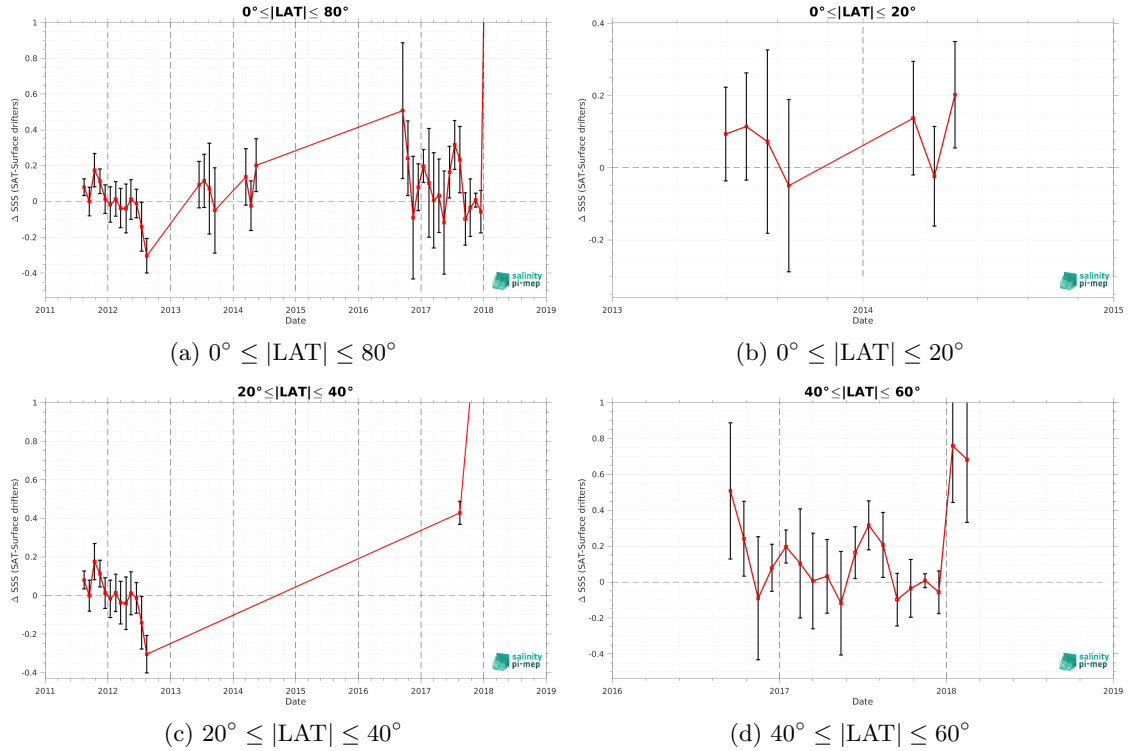 0°≤|LAT|≤ 80°
Δ SSS (SAT-Surface drifters)
1
0.8
0.6
0.4
0.2
0
-0.2
-0.4
2011 2012 2013 2014 2015 2016 2017 2018 2019
Date
salinity
pi-mep
(a) 0° ≤ |LAT| ≤ 80°
0°≤|LAT|≤ 20°
Δ SSS (SAT-Surface drifters)
0.4
0.2
0
-0.2
2013 2014 2015
Date
salinity
pi-mep
(b) 0° ≤ |LAT| ≤ 20°
20°≤|LAT|≤ 40°
Δ SSS (SAT-Surface drifters)
1
0.8
0.6
0.4
0.2
0
-0.2
-0.4
2011 2012 2013 2014 2015 2016 2017 2018 2019
Date
salinity
pi-mep
(c) 20° ≤ |LAT| ≤ 40°
40°≤|LAT|≤ 60°
Δ SSS (SAT-Surface drifters)
1
0.8
0.6
0.4
0.2
0
-0.2
-0.4
2016 2017 2018 2019
Date
salinity
pi-mep
(d) 40° ≤ |LAT| ≤ 60°